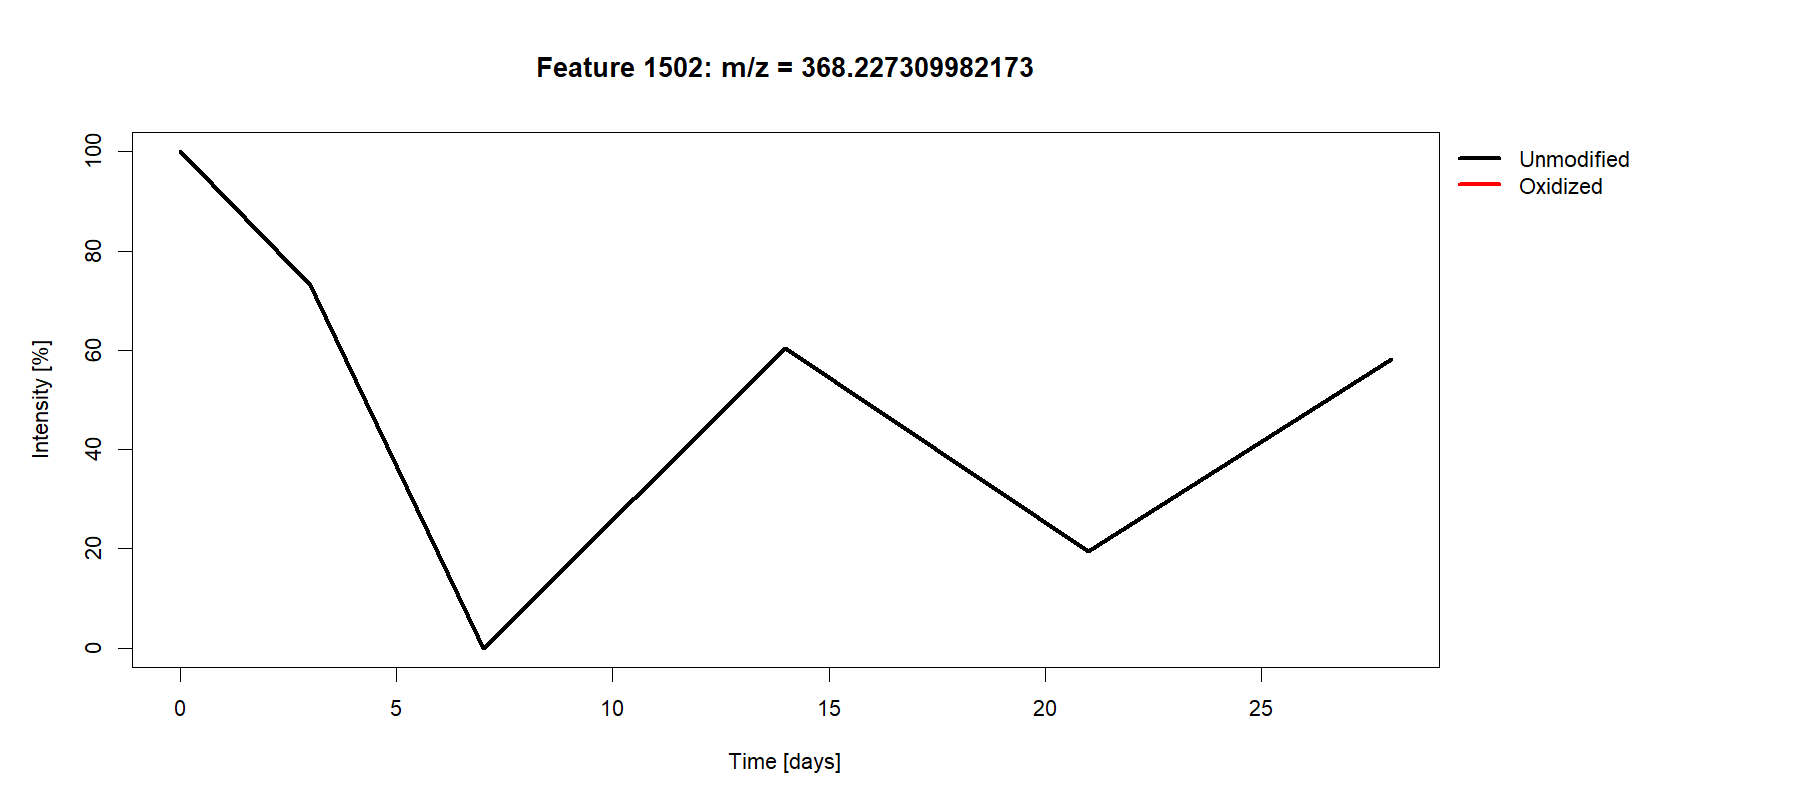 Feature 1502: m/z = 368.227309982173
Unmodified
Oxidized
Intensity [%]
100
80
60
40
20
0
0 5 10 15 20 25
Time [days]